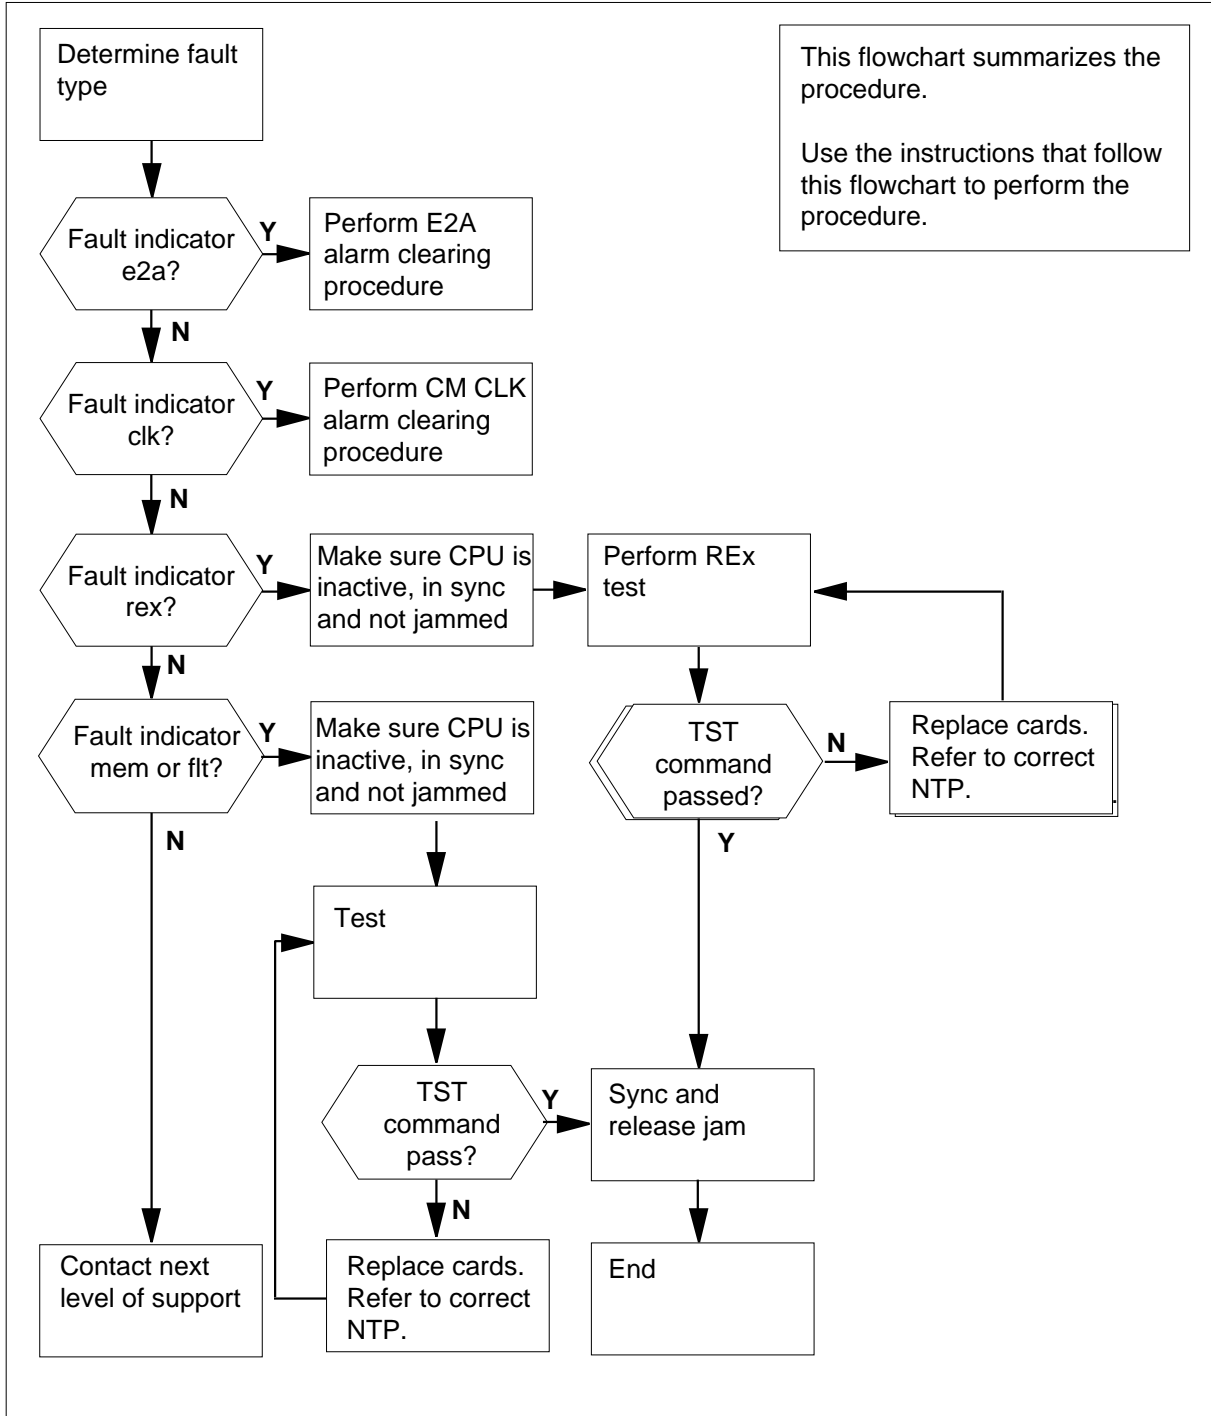 Determine fault
type
This flowchart summarizes the
procedure.
Use the instructions that follow
this flowchart to perform the
procedure.
Fault indicator
e2a?
Y
Perform E2A
alarm clearing
procedure
N
Fault indicator
clk?
Y
Perform CM CLK
alarm clearing
procedure
N
Fault indicator
rex?
Y
Make sure CPU is
inactive, in sync
and not jammed
Perform REx
test
N
Fault indicator
mem or flt?
Y
Make sure CPU is
inactive, in sync
and not jammed
TST
command
passed?
N
Replace cards.
Refer to correct
NTP.
.
N
Y
Test
TST
command
pass?
Y
Sync and
release jam
N
Contact next
level of support
Replace cards.
Refer to correct
NTP.
End